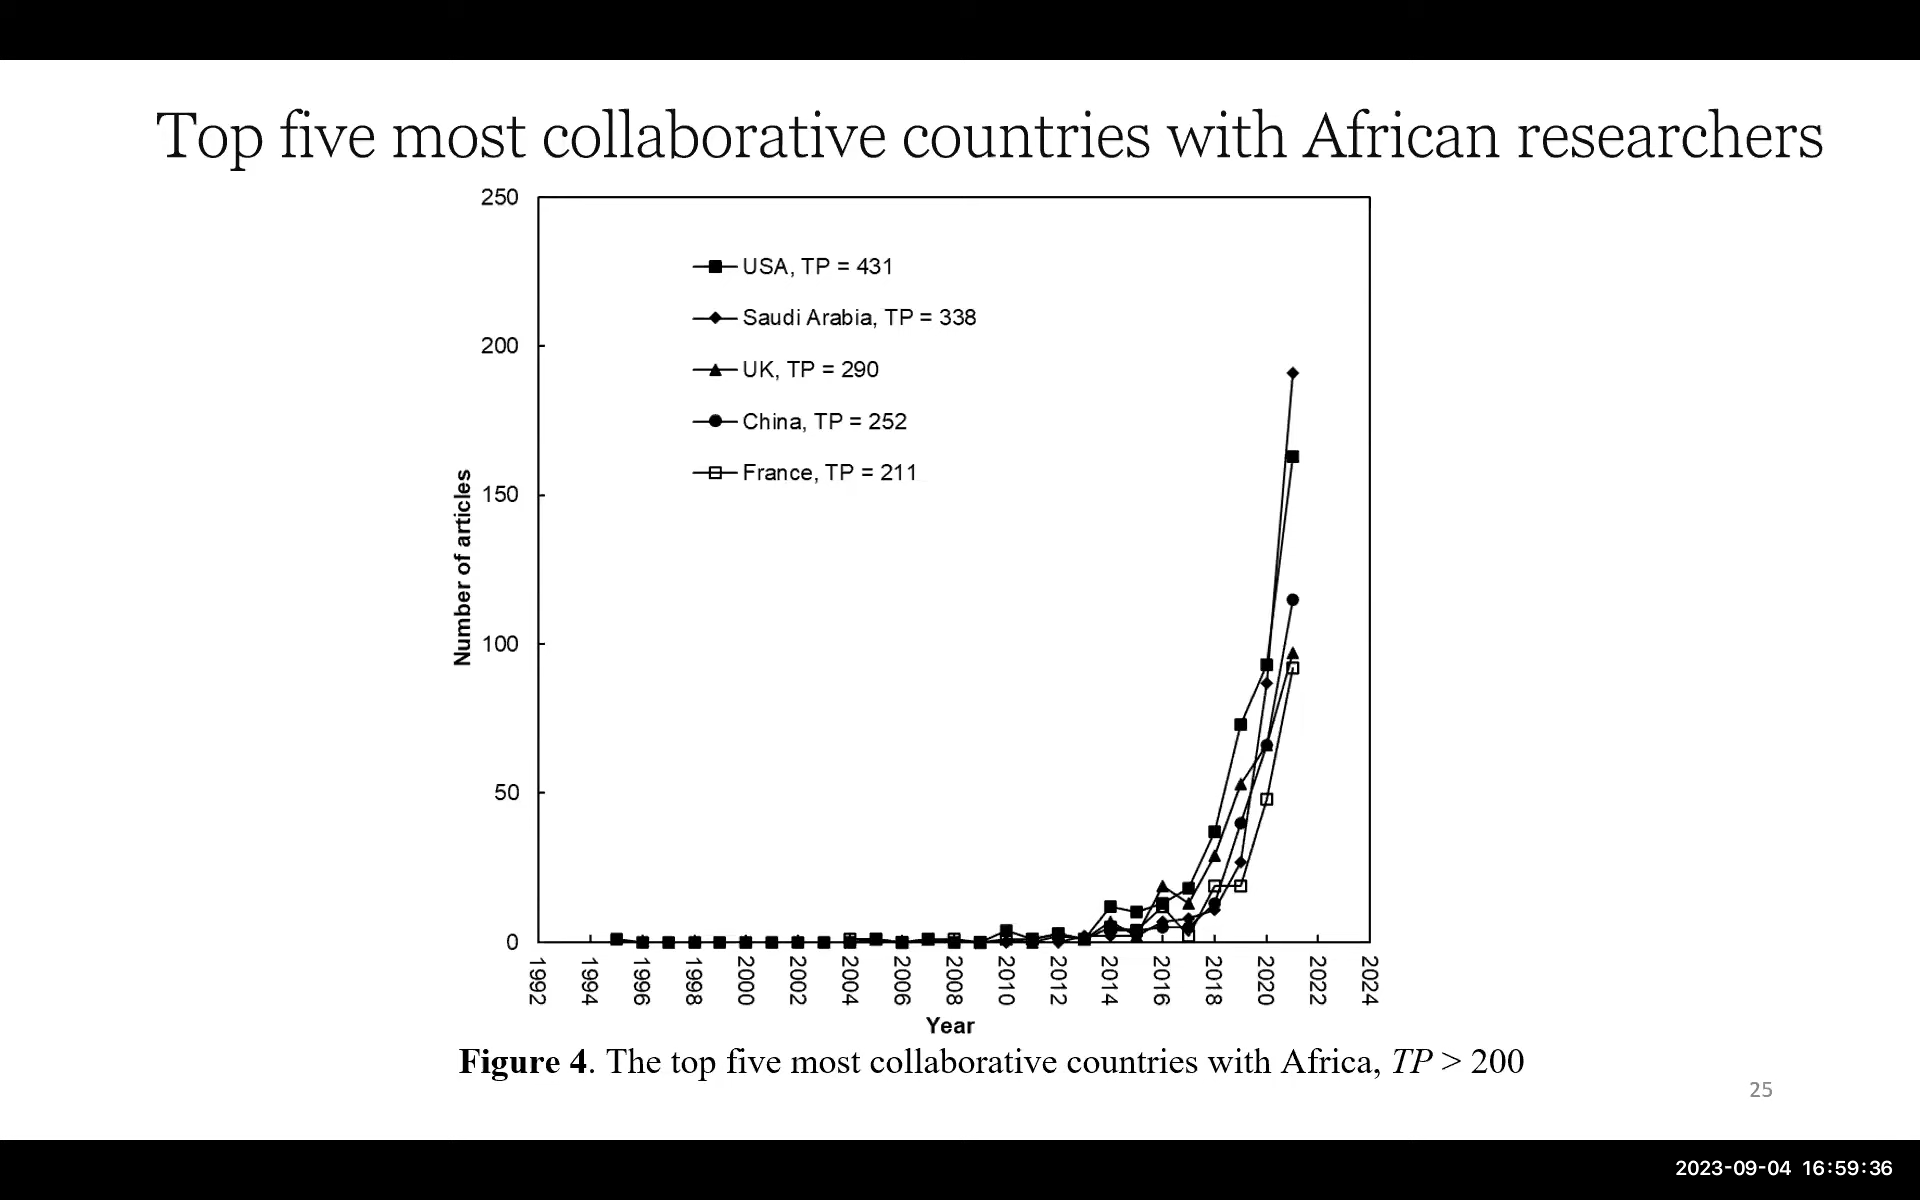 Top five most collaborative countries with African researchers
250
USA, TP = 431
Saudi Arabia, TP = 338
200
UK, TP = 290
China, TP = 252
France, TP = 211
150
Number of articles
100
50
0
1992 1994 1996 1998 2000 2002 2004 2006 2008 2010 2012 2014 2016 2018 2020 2022 2024
Year
Figure 4. The top five most collaborative countries with Africa, TP > 200
25
2023-09-04 16:59:36